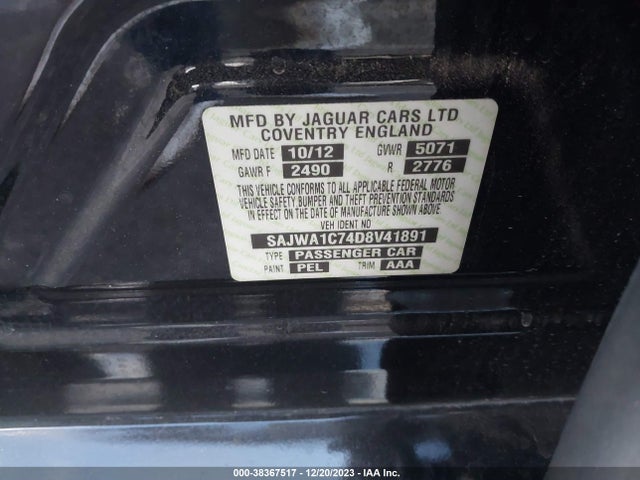 MFD BY JAGUAR CARS LTD
COVENTRY ENGLAND
MFD DATE 10/12 GVWR 5071
GAWR F 2490 R 2776
THIS VEHICLE CONFORMS TO ALL APPLICABLE FEDERAL MOTOR
VEHICLE SAFETY BUMPER AND THEFT PREVENTION STANDARDS
IN EFFECT ON THE DATE OF MANUFACTURE SHOWN ABOVE.
VEH IDENT NO
SAJWA1C74D8V41891
TYPE PASSENGER CAR
PAINT PEL TRIM AAA
000-38367517 - 12/20/2023 - IAA Inc.